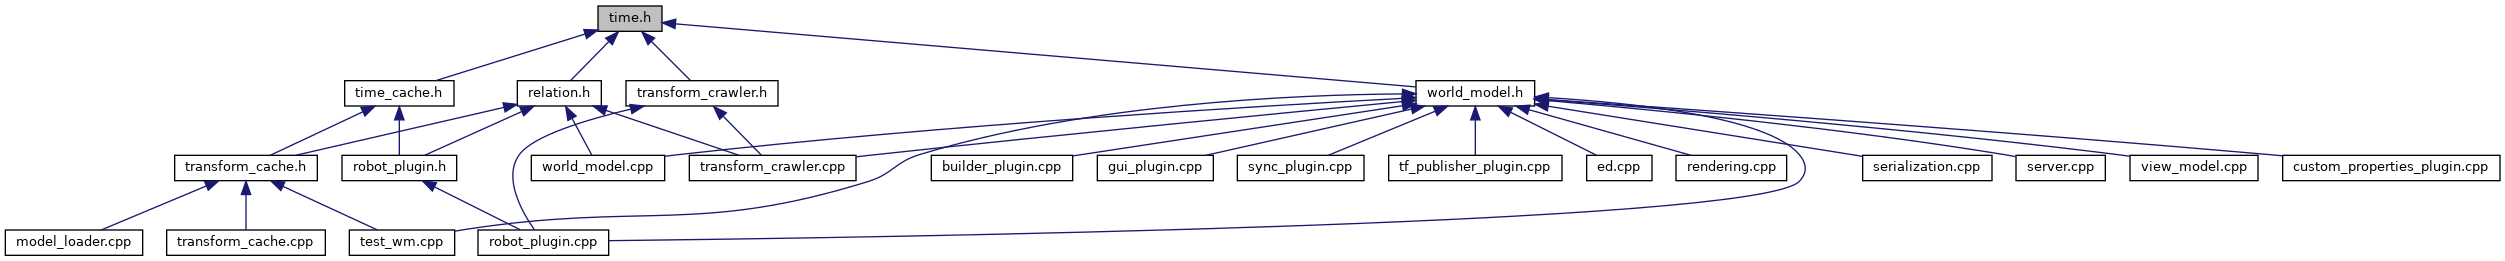 time.h
time_cache.h
relation.h
transform_crawler.h
world_model.h
transform_cache.h
robot_plugin.h
world_model.cpp
transform_crawler.cpp
builder_plugin.cpp
gui_plugin.cpp
sync_plugin.cpp
tf_publisher_plugin.cpp
ed.cpp
rendering.cpp
serialization.cpp
server.cpp
view_model.cpp
custom_properties_plugin.cpp
model_loader.cpp
transform_cache.cpp
test_wm.cpp
robot_plugin.cpp